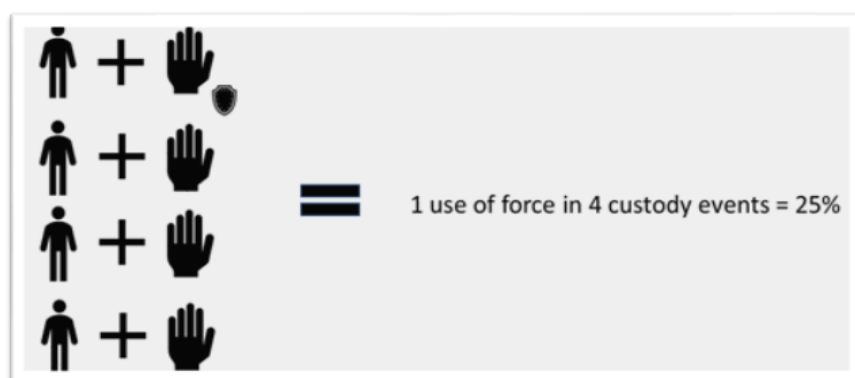 1 use of force in 4 custody events = 25%